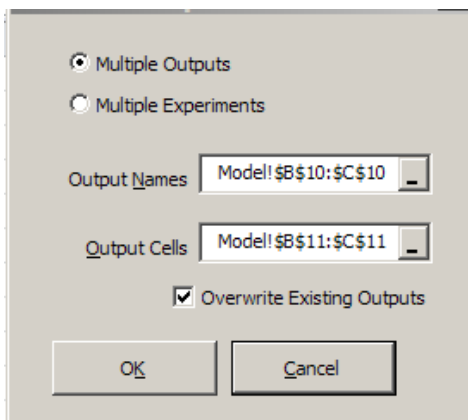 Multiple Outputs
Multiple Experiments
Output Names Model!$B$10:$C$10
Output Cells Model!$B$11:$C$11
Overwrite Existing Outputs
OK Cancel